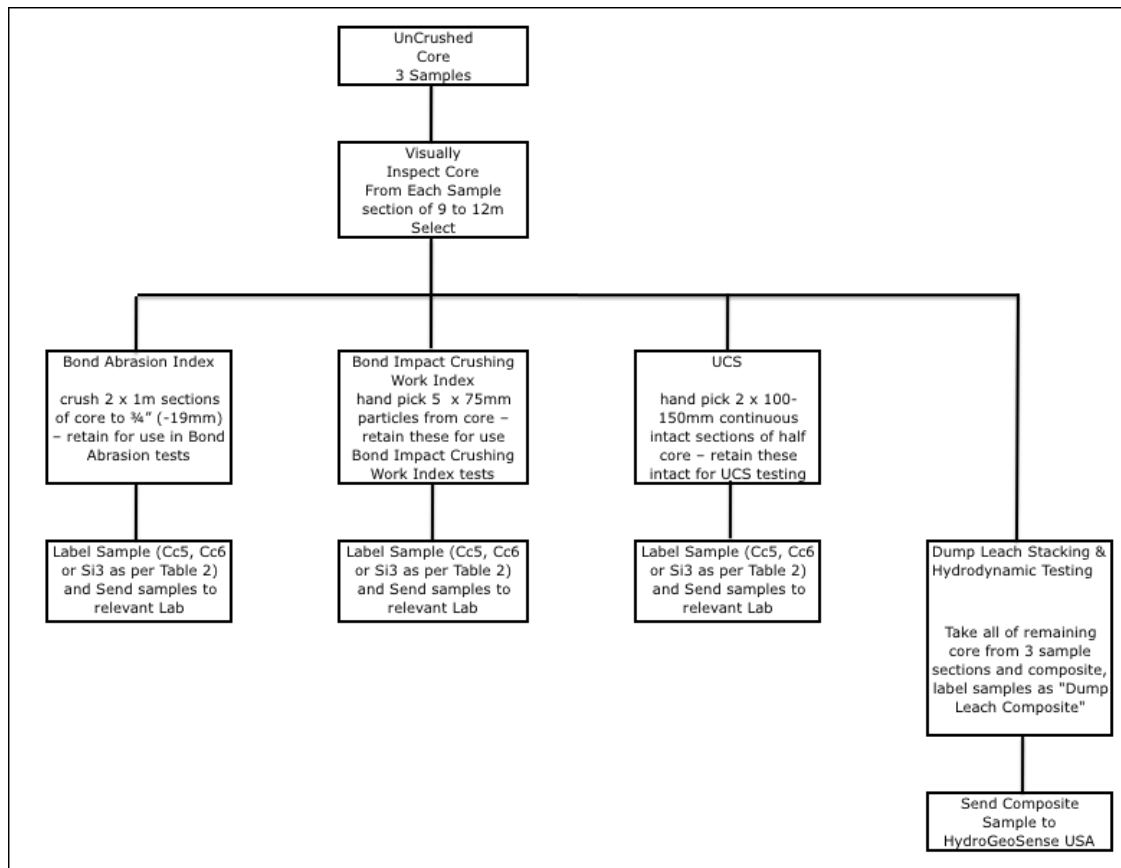 UnCrushed
Core
3 Samples
Visually
Inspect Core
From Each Sample
section of 9 to 12m
Select
Bond Abrasion Index
crush 2 x 1m sections
of core to ¾” (-19mm)
– retain for use in Bond
Abrasion tests
Bond Impact Crushing
Work Index
hand pick 5 x 75mm
particles from core –
retain these for use
Bond Impact Crushing
Work Index tests
UCS
hand pick 2 x 100-
150mm continuous
intact sections of half
core – retain these
intact for UCS testing
Label Sample (Cc5, Cc6
or Si3 as per Table 2)
and Send samples to
relevant Lab
Label Sample (Cc5, Cc6
or Si3 as per Table 2)
and Send samples to
relevant Lab
Label Sample (Cc5, Cc6
or Si3 as per Table 2)
and Send samples to
relevant Lab
Dump Leach Stacking &
Hydrodynamic Testing
Take all of remaining
core from 3 sample
sections and composite,
label samples as "Dump
Leach Composite"
Send Composite
Sample to
HydroGeoSense USA